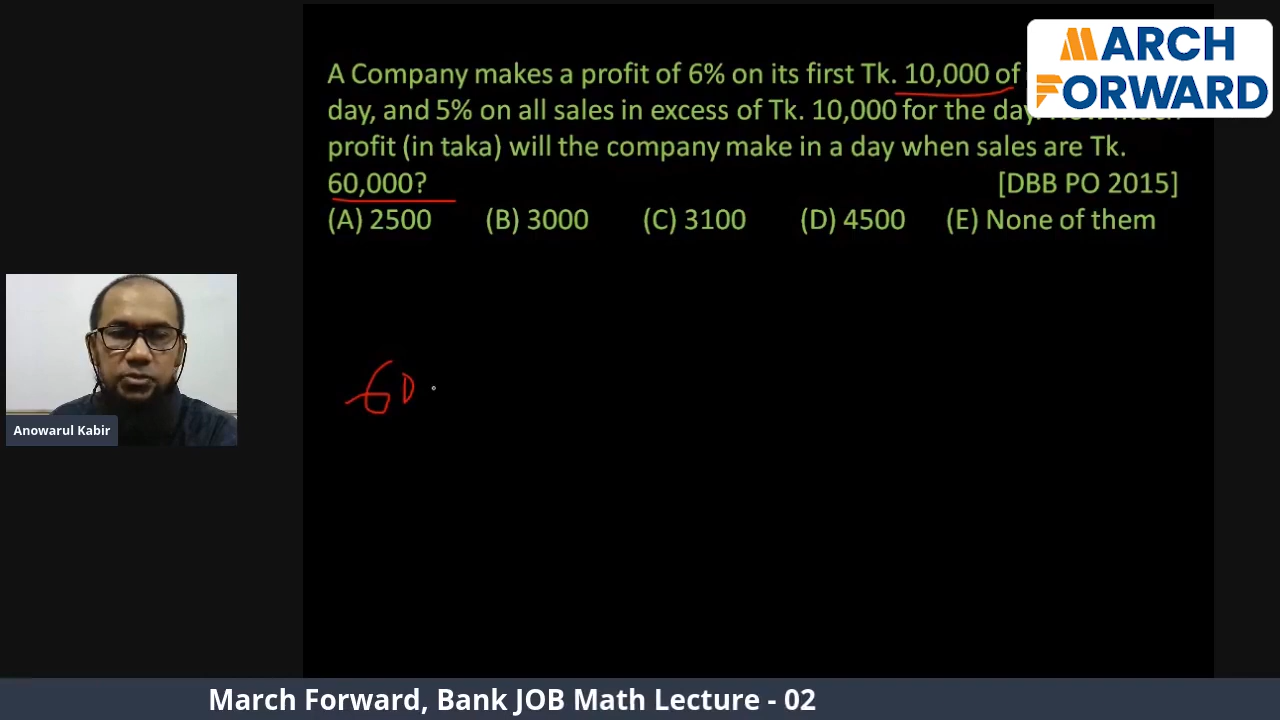 MARCH
FORWARD
A Company makes a profit of 6% on its first Tk. 10,000 of
day, and 5% on all sales in excess of Tk. 10,000 for the day.
profit (in taka) will the company make in a day when sales are Tk.
60,000? [DBB PO 2015]
(A) 2500 (B) 3000 (C) 3100 (D) 4500 (E) None of them
60
Anowarul Kabir
March Forward, Bank JOB Math Lecture - 02